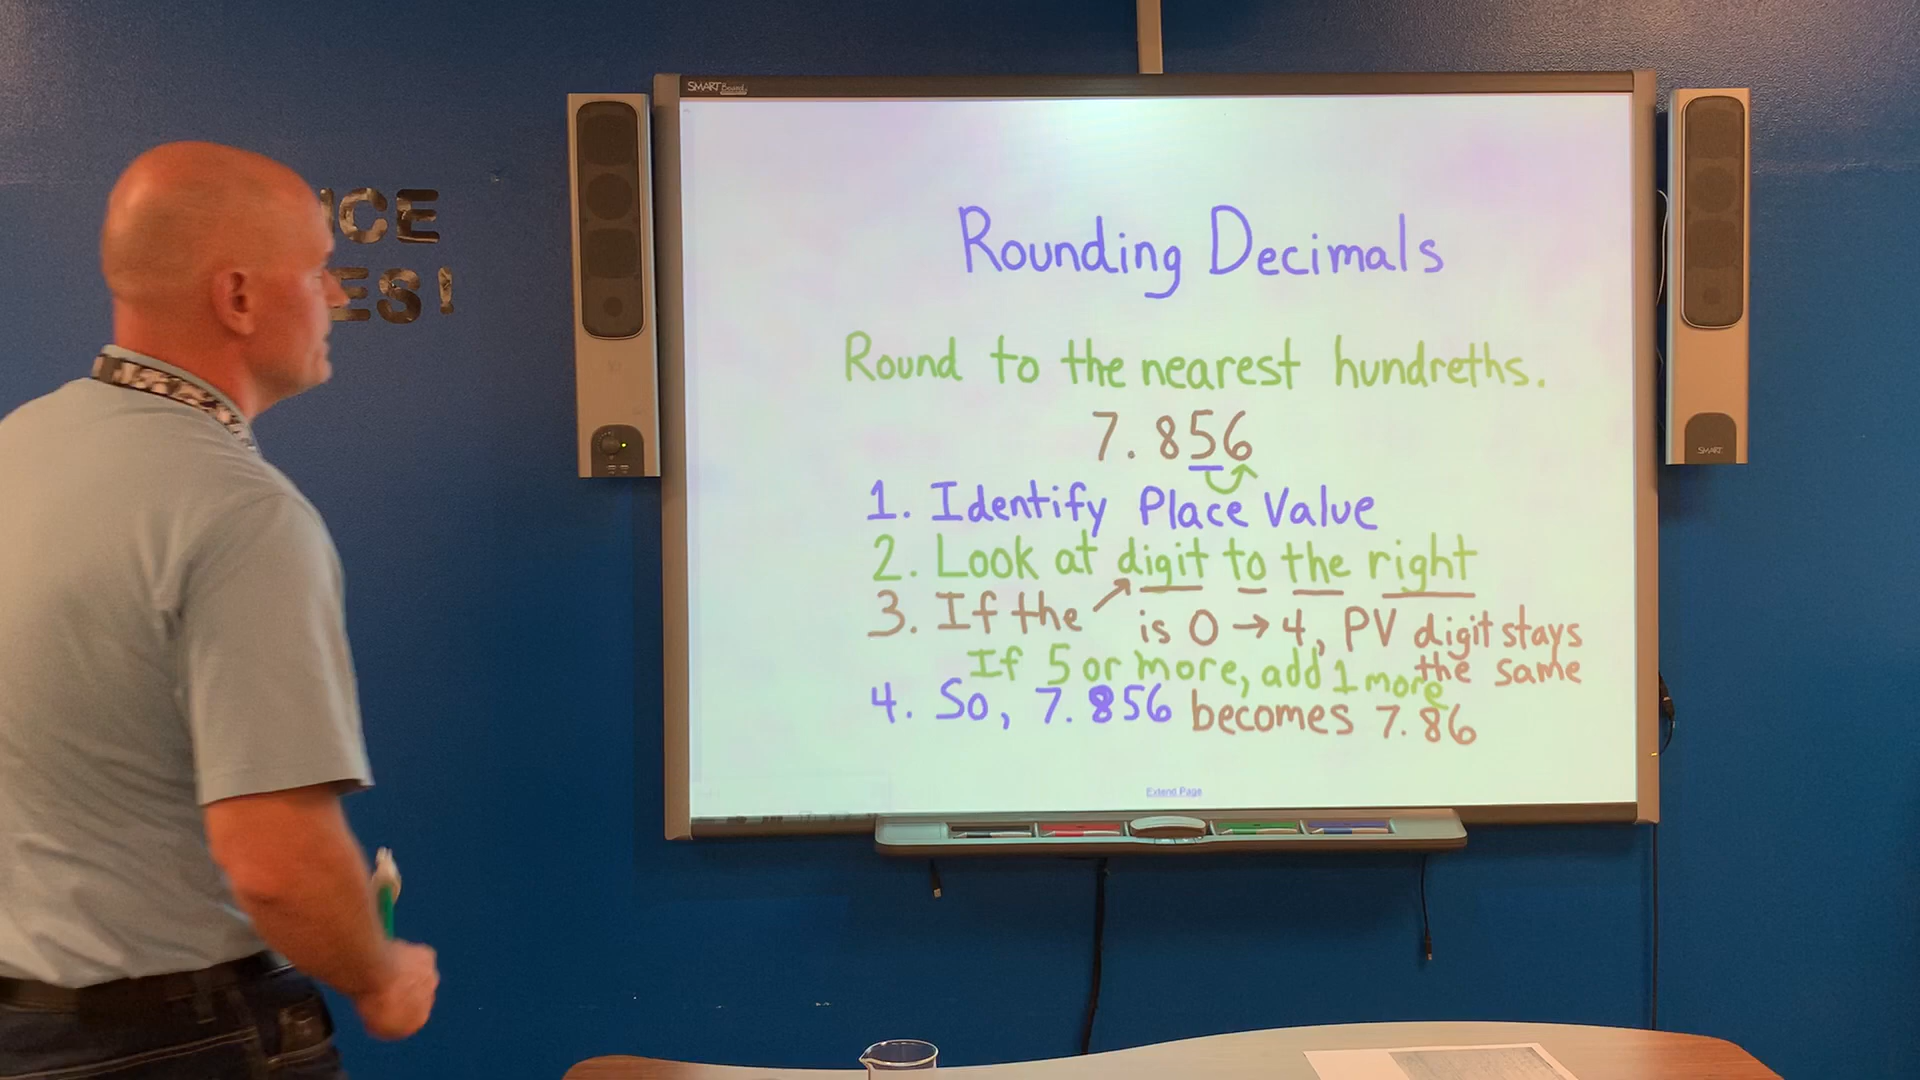 ICE
ES!
SMART Board
Rounding Decimals
Round to the nearest hundreths.
7.856
1. Identify Place Value
2. Look at digit to the right
3. If the ↗ is 0 → 4, PV digit stays the same
If 5 or more, add 1 more
4. So, 7.856 becomes 7.86
Extend Page
SMART